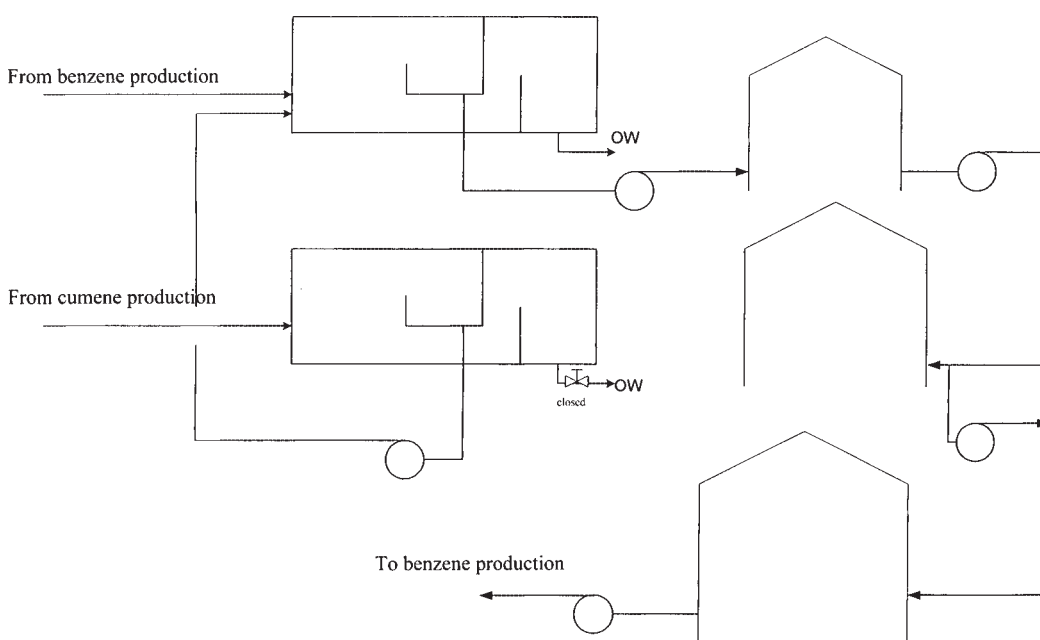 From benzene production
OW
From cumene production
OW
closed
To benzene production